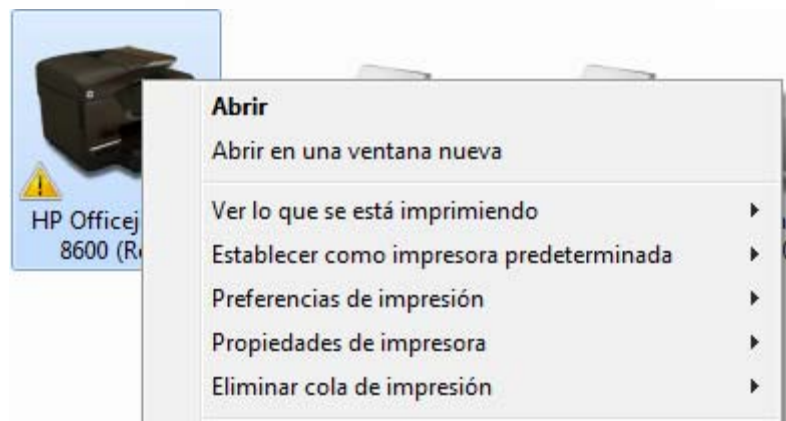 Abrir
Abrir en una ventana nueva
Ver lo que se está imprimiendo
Establecer como impresora predeterminada
Preferencias de impresión
Propiedades de impresora
Eliminar cola de impresión
HP
8600